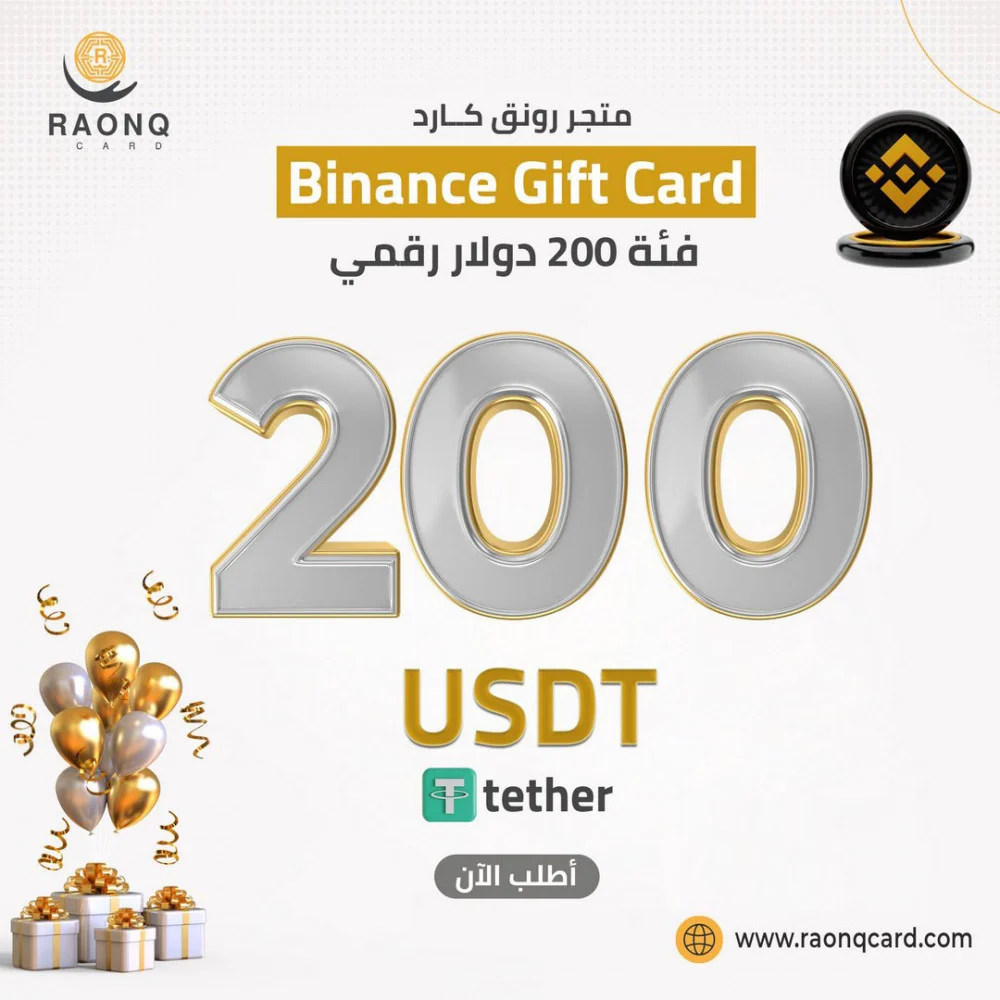 RAONQ
CARD
متجر رونق كــارد
Binance Gift Card
فئة 200 دولار رقمي
200
USDT
tether
أطلب الآن
www.raonqcard.com